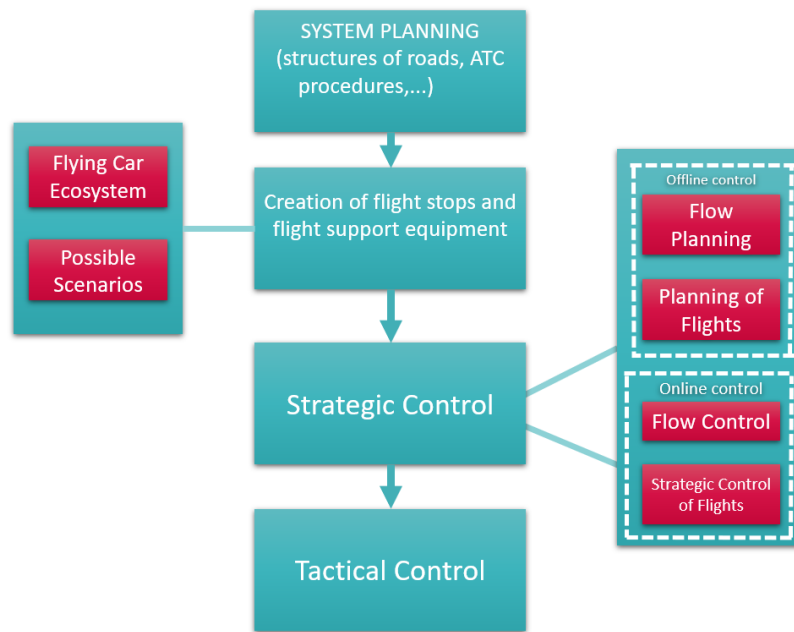 SYSTEM PLANNING
(structures of roads, ATC
procedures,...)
Flying Car
Ecosystem
Possible
Scenarios
Creation of flight stops and
flight support equipment
Strategic Control
Tactical Control
Offline control
Flow
Planning
Planning of
Flights
Online control
Flow Control
Strategic Control
of Flights